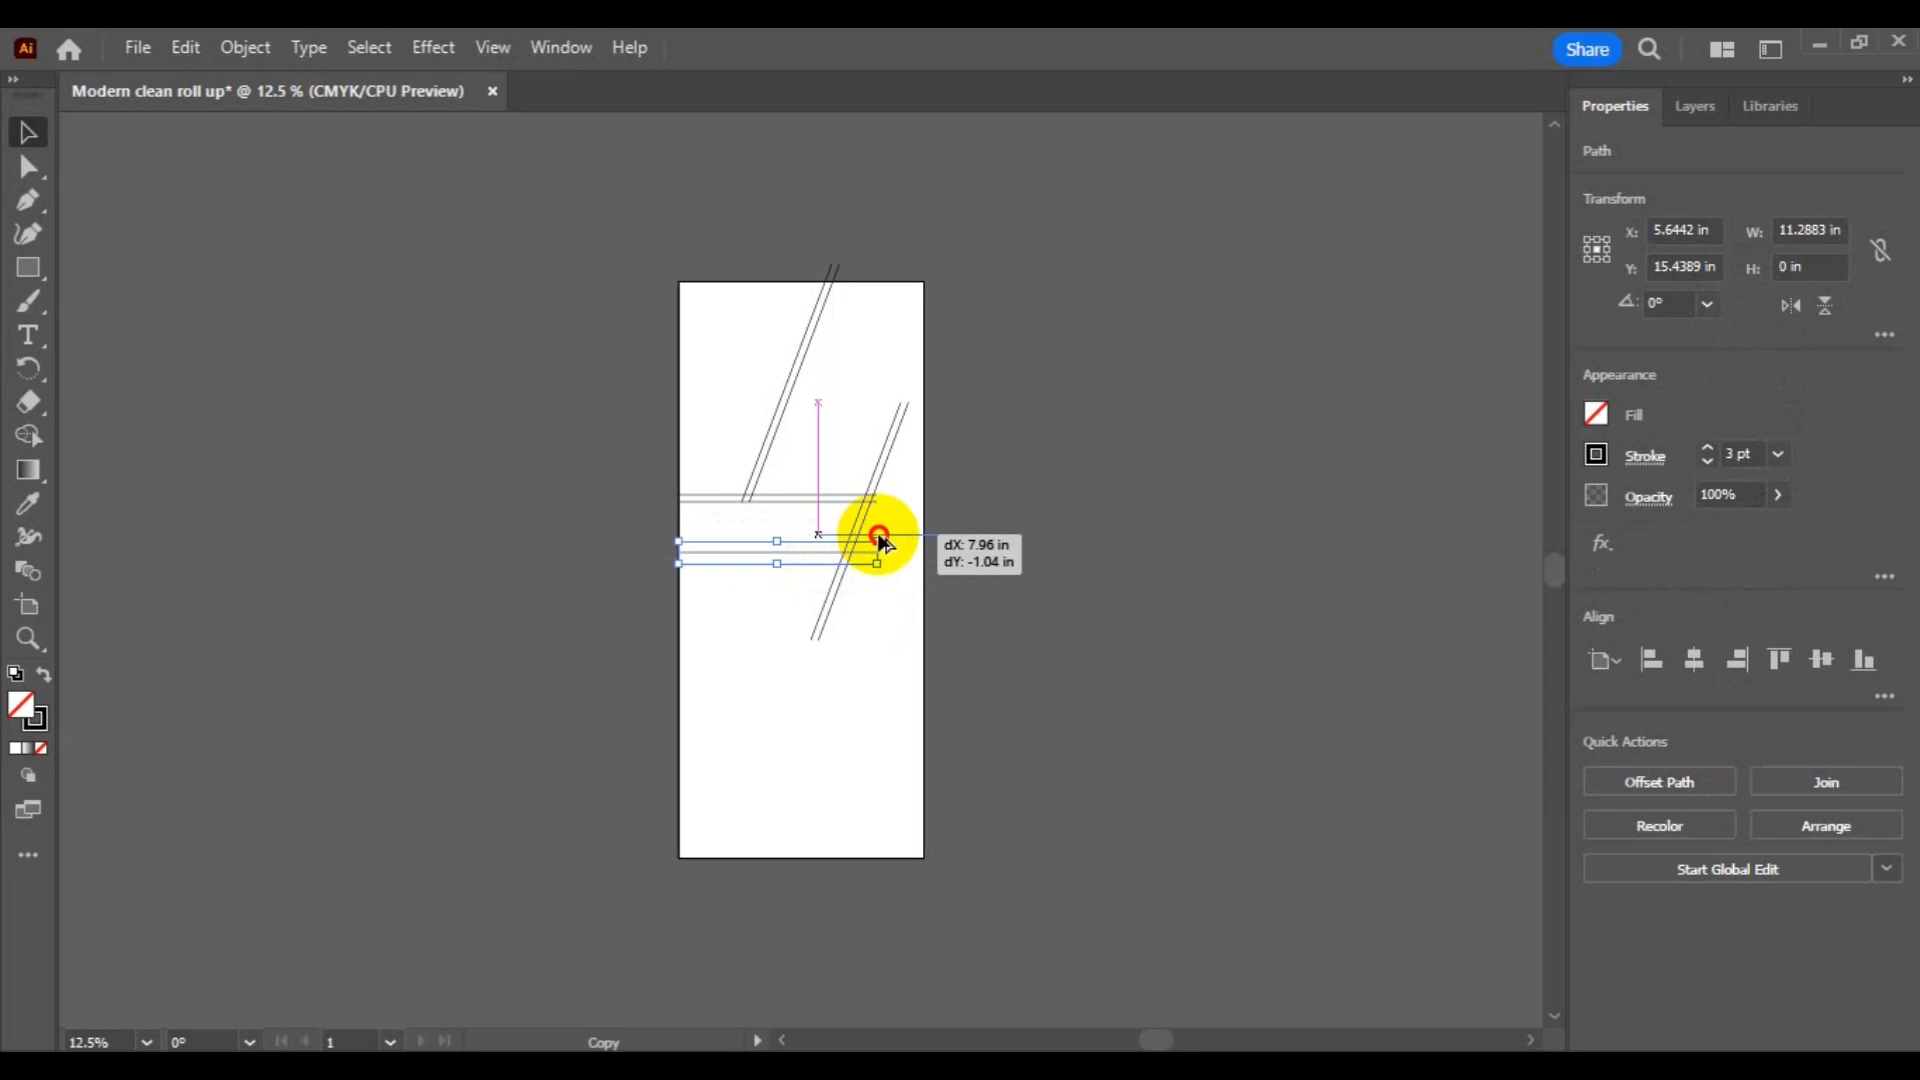 Ai File Edit Object Type Select Effect View Window Help Share
Modern clean roll up* @ 12.5 % (CMYK/CPU Preview) ×
Properties Layers Libraries
Path
Transform
X: 5.6442 in W: 11.2883 in
Y: 15.4389 in H: 0 in
0°
Appearance
Fill
Stroke 3 pt
Opacity 100%
fx.
dX: 7.96 in
dY: -1.04 in
Align
Quick Actions
Offset Path Join
Recolor Arrange
Start Global Edit
12.5% 0° 1 Copy